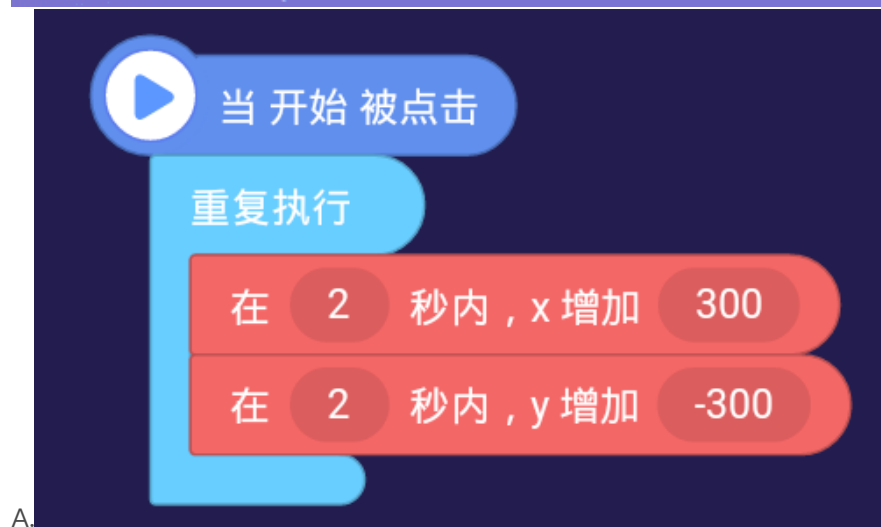 当 开始 被点击
重复执行
在 2 秒内，x 增加 300
在 2 秒内，y 增加 -300
A.